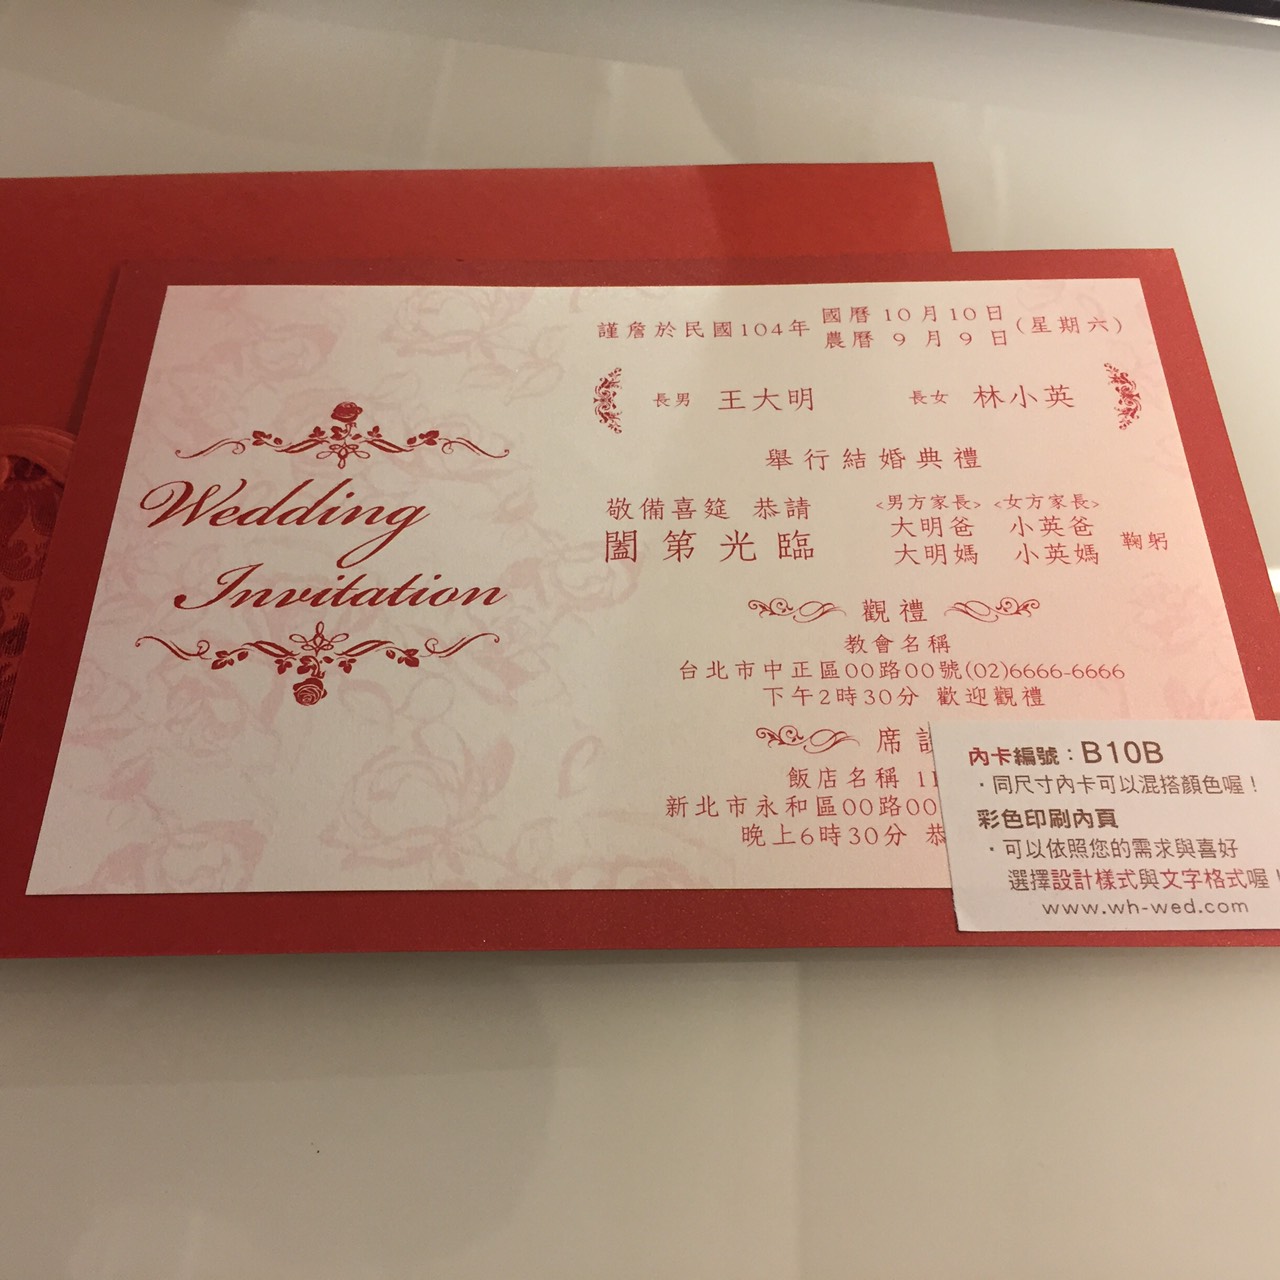 Wedding
Invitation
謹詹於民國104年 國曆 10 月 10 日 (星期六)
農曆 9 月 9 日
長男 王大明 長女 林小英
舉行結婚典禮
敬備喜筵 恭請
闔第光臨
<男方家長> <女方家長>
大明爸 小英爸
大明媽 小英媽
鞠躬
觀禮
教會名稱
台北市中正區00路00號(02)6666-6666
下午2時30分 歡迎觀禮
席
飯店名稱
新北市永和區00路00
晚上6時30分
內卡編號：B10B
·同尺寸內卡可以混搭顏色喔！
彩色印刷內頁
·可以依照您的需求與喜好
選擇設計樣式與文字格式喔！
www.wh-wed.com